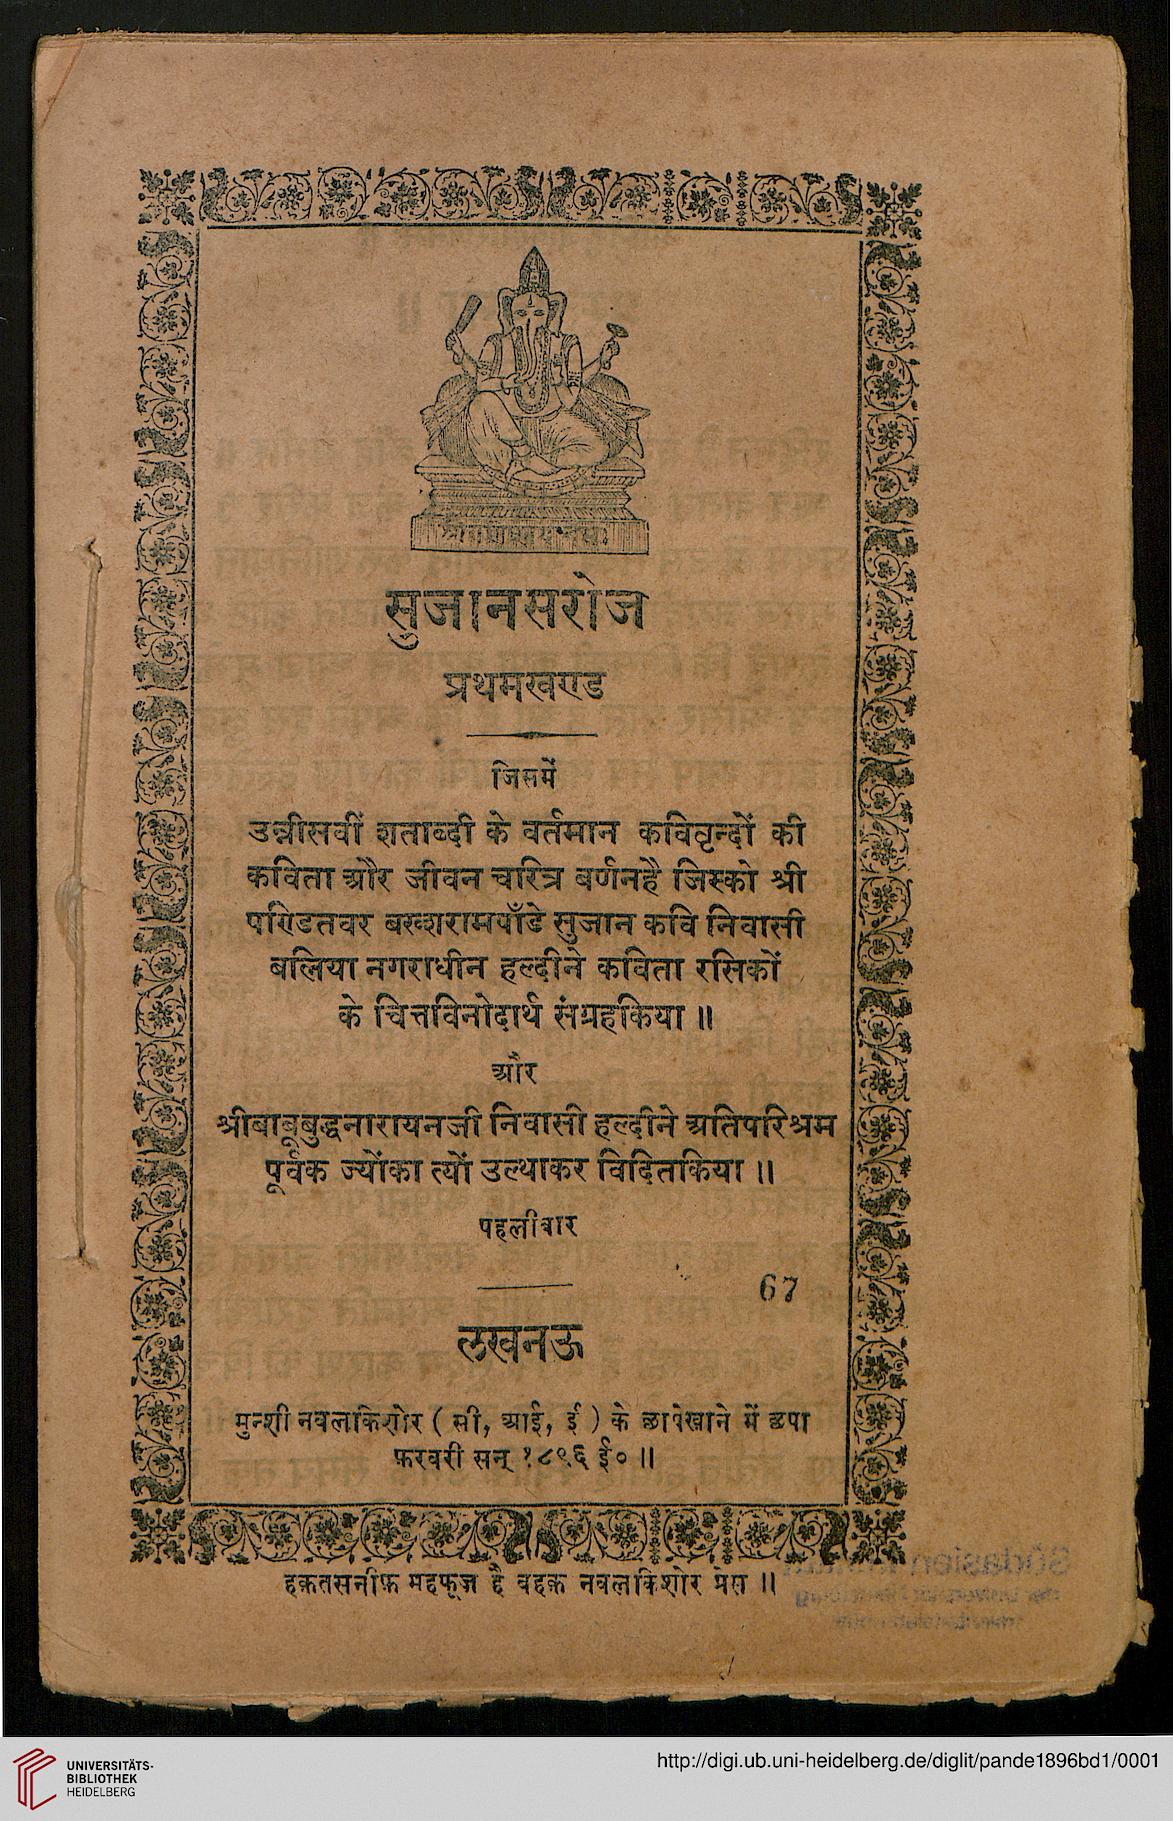 श्रीगणेशायनमः
सुजानसरोज
प्रथमखण्ड
जिसमें
उन्नीसवीं शताब्दी के वर्तमान कविवृन्दों की
कविता और जीवन चरित्र बर्णनहै जिस्को श्री
पण्डितवर बख्शरामपाँडे सुजान कवि निवासी
बलिया नगराधीन हल्दीने कविता रसिकों
के चित्तविनोदार्थ संग्रहकिया ॥
और
श्रीबाबूबुद्धनारायनजी निवासी हल्दीने अतिपरिश्रम
पूर्वक ज्योंका त्यों उल्थाकर विदितकिया ॥
पहलीबार
67
लखनऊ
मुन्शी नवलकिशोर ( सी, आई, ई ) के छापेखाने में छपा
फ़रवरी सन् १८९६ ई० ॥
हक़तसनीफ़ महफ़ूज़ है बहक़ नवलकिशोर प्रेस ॥
UNIVERSITÄTS-
BIBLIOTHEK
HEIDELBERG
http://digi.ub.uni-heidelberg.de/diglit/pande1896bd1/0001